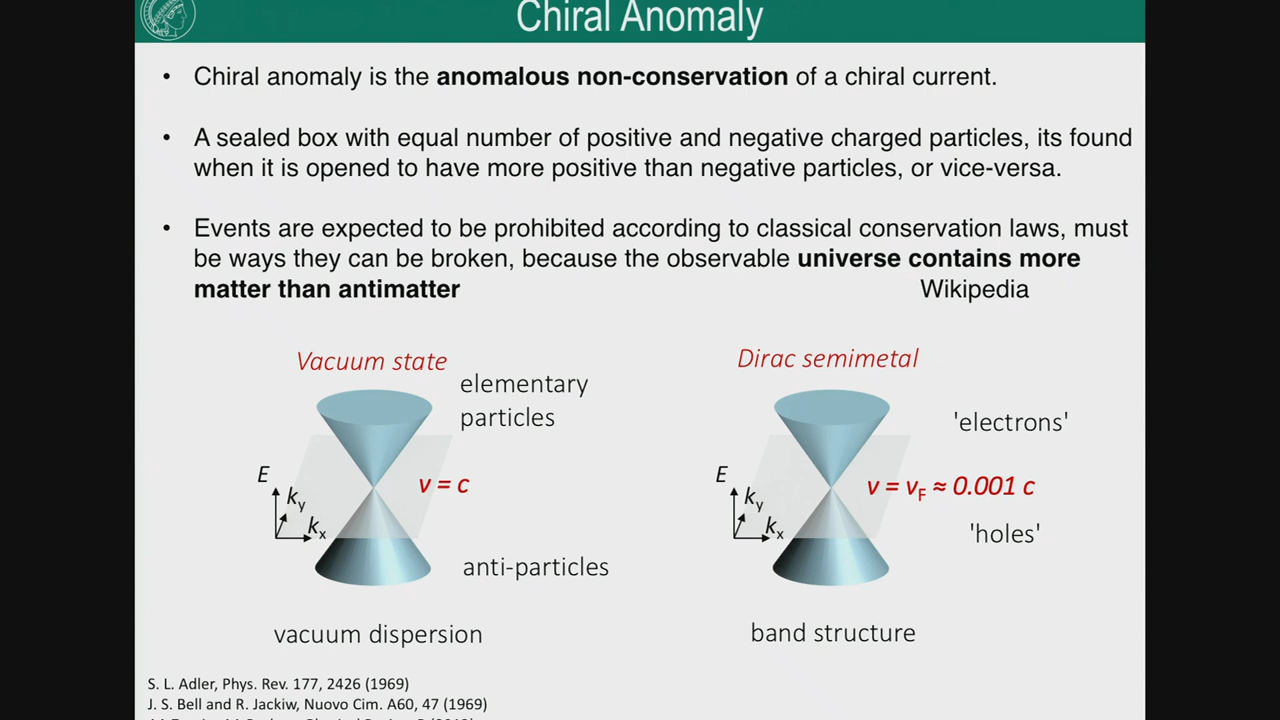 Chiral Anomaly
• Chiral anomaly is the anomalous non-conservation of a chiral current.
• A sealed box with equal number of positive and negative charged particles, its found
when it is opened to have more positive than negative particles, or vice-versa.
• Events are expected to be prohibited according to classical conservation laws, must
be ways they can be broken, because the observable universe contains more
matter than antimatter
Wikipedia
Vacuum state
elementary
particles
E
ky
kx
v = c
anti-particles
vacuum dispersion
Dirac semimetal
'electrons'
E
ky
kx
v = vF ≈ 0.001 c
'holes'
band structure
S. L. Adler, Phys. Rev. 177, 2426 (1969)
J. S. Bell and R. Jackiw, Nuovo Cim. A60, 47 (1969)